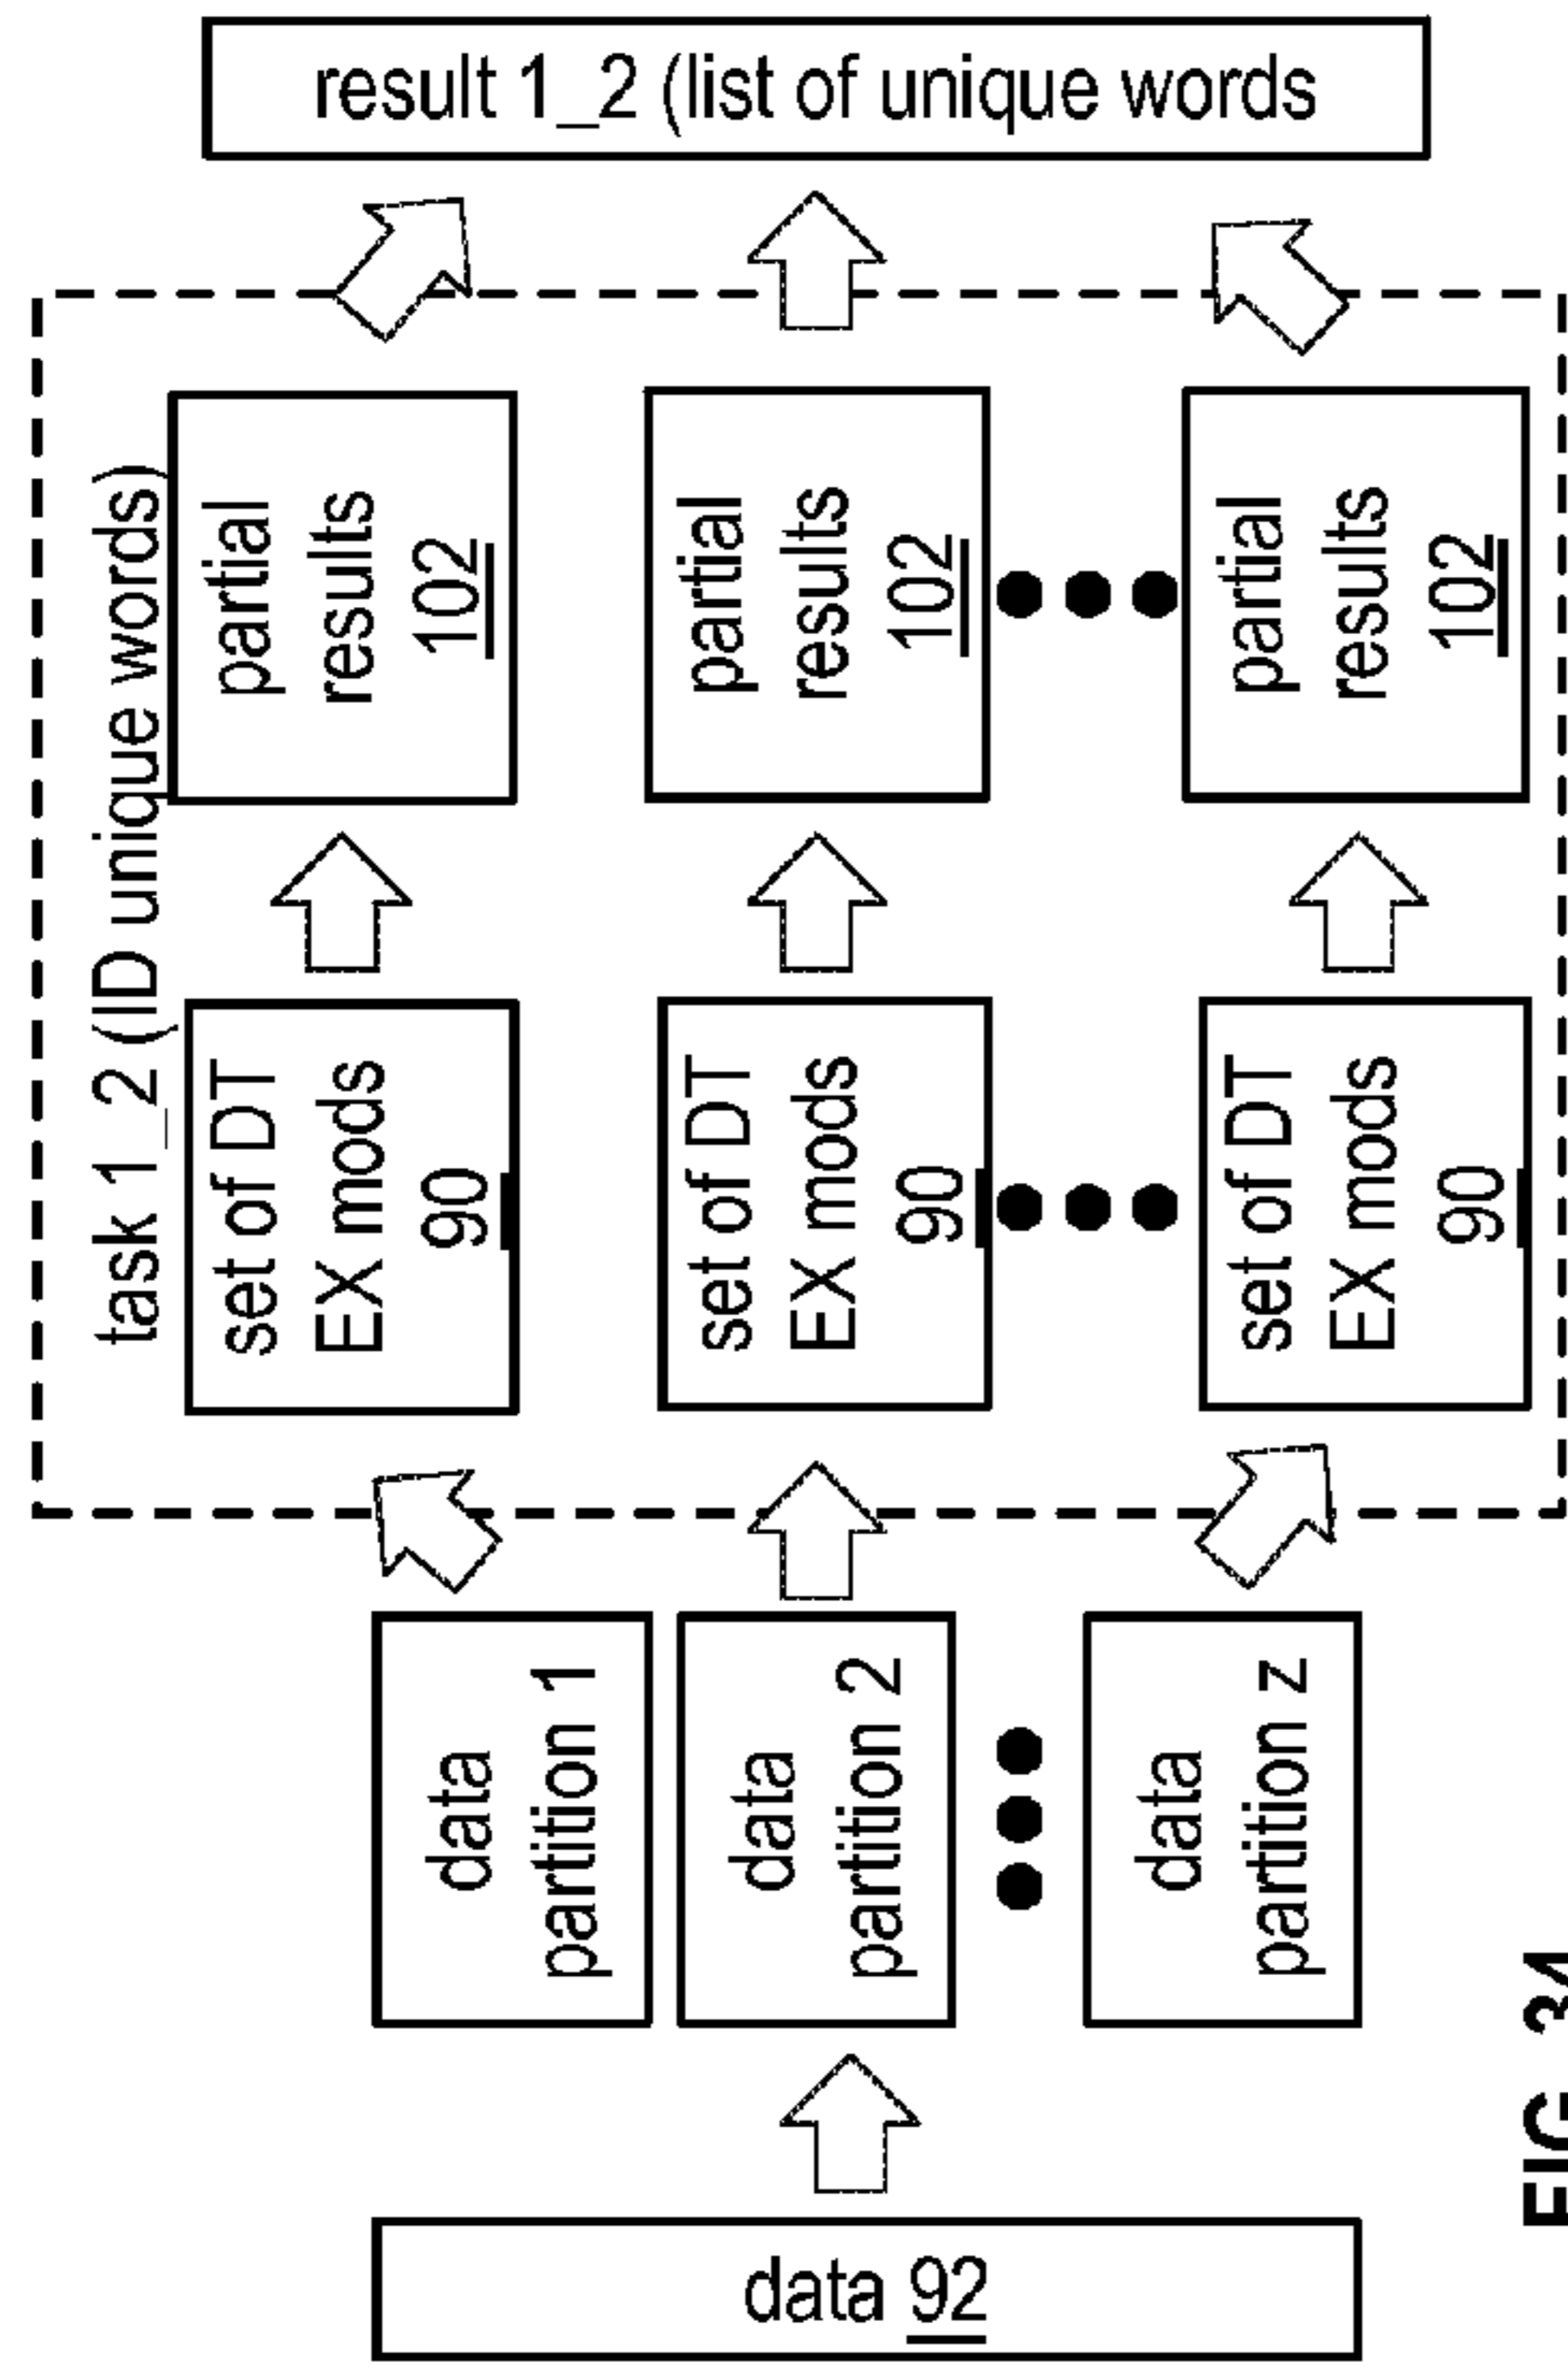 data 92
data
partition 1
data
partition 2
data
partition z
task 1_2 (ID unique words)
set of DT
EX mods
90
set of DT
EX mods
90
set of DT
EX mods
90
partial
results
102
partial
results
102
partial
results
102
result 1_2 (list of unique words
FIG. 34